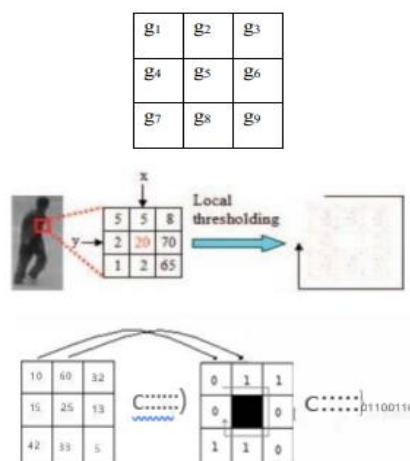 g1 g2 g3
g4 g5 g6
g7 g8 g9
x
5 5 8
Local
thresholding
y 2 20 70
1 2 65
10 60 32
0 1 1
15 25 13
0
42 33 5
1 1 0